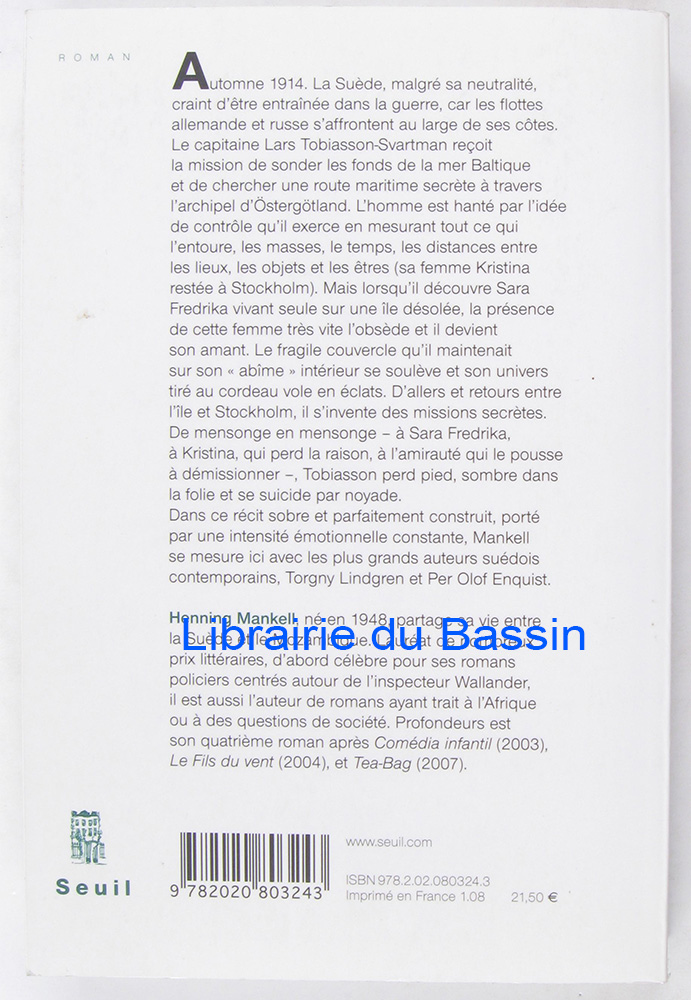 ROMAN
Automne 1914. La Suède, malgré sa neutralité,
craint d'être entraînée dans la guerre, car les flottes
allemande et russe s'affrontent au large de ses côtes.
Le capitaine Lars Tobiasson-Svartman reçoit
la mission de sonder les fonds de la mer Baltique
et de chercher une route maritime secrète à travers
l'archipel d'Östergötland. L'homme est hanté par l'idée
de contrôle qu'il exerce en mesurant tout ce qui
l'entoure, les masses, le temps, les distances entre
les lieux, les objets et les êtres (sa femme Kristina
restée à Stockholm). Mais lorsqu'il découvre Sara
Fredrika vivant seule sur une île désolée, la présence
de cette femme très vite l'obsède et il devient
son amant. Le fragile couvercle qu'il maintenait
sur son « abîme » intérieur se soulève et son univers
tiré au cordeau vole en éclats. D'allers et retours entre
l'île et Stockholm, il s'invente des missions secrètes.
De mensonge en mensonge – à Sara Fredrika,
à Kristina, qui perd la raison, à l'amirauté qui le pousse
à démissionner –, Tobiasson perd pied, sombre dans
la folie et se suicide par noyade.
Dans ce récit sobre et parfaitement construit, porté
par une intensité émotionnelle constante, Mankell
se mesure ici avec les plus grands auteurs suédois
contemporains, Torgny Lindgren et Per Olof Enquist.
Henning Mankell, né en 1948, partage sa vie entre
Librairie du Bassin
la Suède et le Mozambique. Lauréat de nombreux
prix littéraires, d'abord célèbre pour ses romans
policiers centrés autour de l'inspecteur Wallander,
il est aussi l'auteur de romans ayant trait à l'Afrique
ou à des questions de société. Profondeurs est
son quatrième roman après Comédia infantil (2003),
Le Fils du vent (2004), et Tea-Bag (2007).
Seuil
9 782020 803243
www.seuil.com
ISBN 978.2.02.080324.3
Imprimé en France 1.08 21,50 €